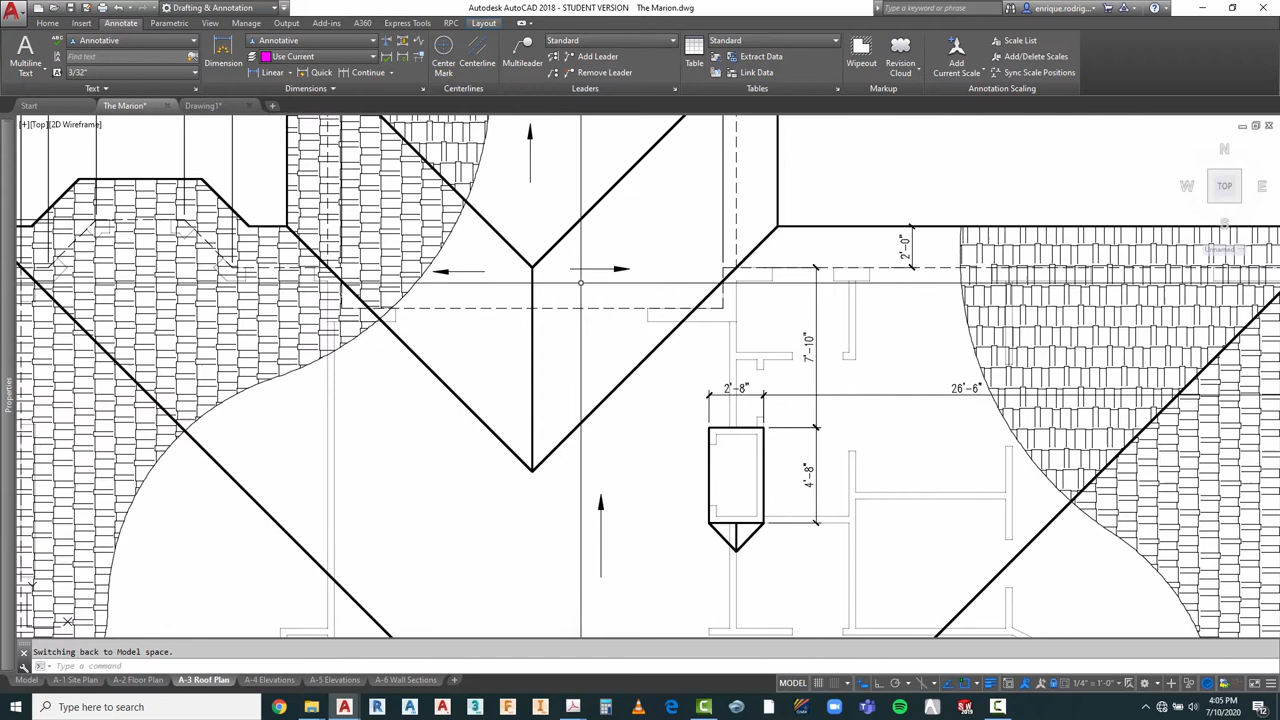 Drafting & Annotation
Autodesk AutoCAD 2018 - STUDENT VERSION The Marion.dwg
Type a keyword or phrase
enrique.rodrig...
Home Insert Annotate Parametric View Manage Output Add-ins A360 Express Tools RPC Layout
Multiline Text
Annotative
Find text
3/32"
Text
Dimension
Annotative
Use Current
Linear Quick Continue
Dimensions
Center Mark
Centerline
Centerlines
Multileader
Standard
Add Leader
Remove Leader
Leaders
Table
Standard
Extract Data
Link Data
Tables
Wipeout
Revision Cloud
Markup
Add Current Scale
Scale List
Add/Delete Scales
Sync Scale Positions
Annotation Scaling
Start The Marion* Drawing1*
[+][Top][2D Wireframe]
N
W TOP E
S
Unnamed
2'-0"
7'-10"
2'-8"
26'-6"
4'-8"
Y
X
Properties
Switching back to Model space.
Type a command
Model A-1 Site Plan A-2 Floor Plan A-3 Roof Plan A-4 Elevations A-5 Elevations A-6 Wall Sections
MODEL
1/4" = 1'-0"
Type here to search
4:05 PM
7/10/2020